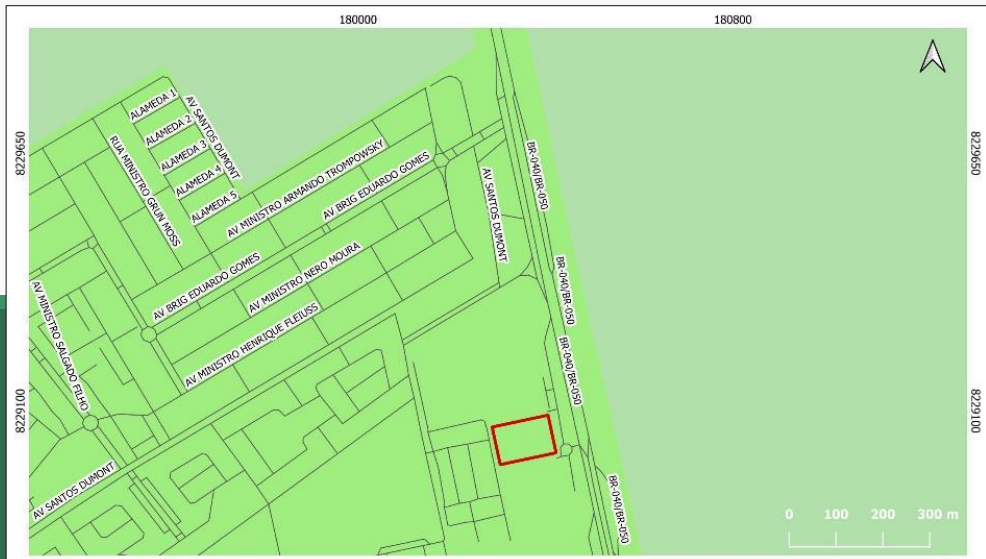 180000
180800
8229650
8229650
8229100
8229100
ALAMEDA 1
ALAMEDA 2
ALAMEDA 3
ALAMEDA 4
ALAMEDA 5
AV SANTOS DUMONT
RUA MINISTRO GRUN MOSS
AV MINISTRO ARMANDO TROMPOWSKY
AV BRIG EDUARDO GOMES
AV SANTOS DUMONT
BR-040/BR-050
AV BRIG EDUARDO GOMES
AV MINISTRO NERO MOURA
AV MINISTRO HENRIQUE FLEIUSS
BR-040/BR-050
AV MINISTRO SALGADO FILHO
BR-040/BR-050
AV SANTOS DUMONT
BR-040/BR-050
0 100 200 300 m